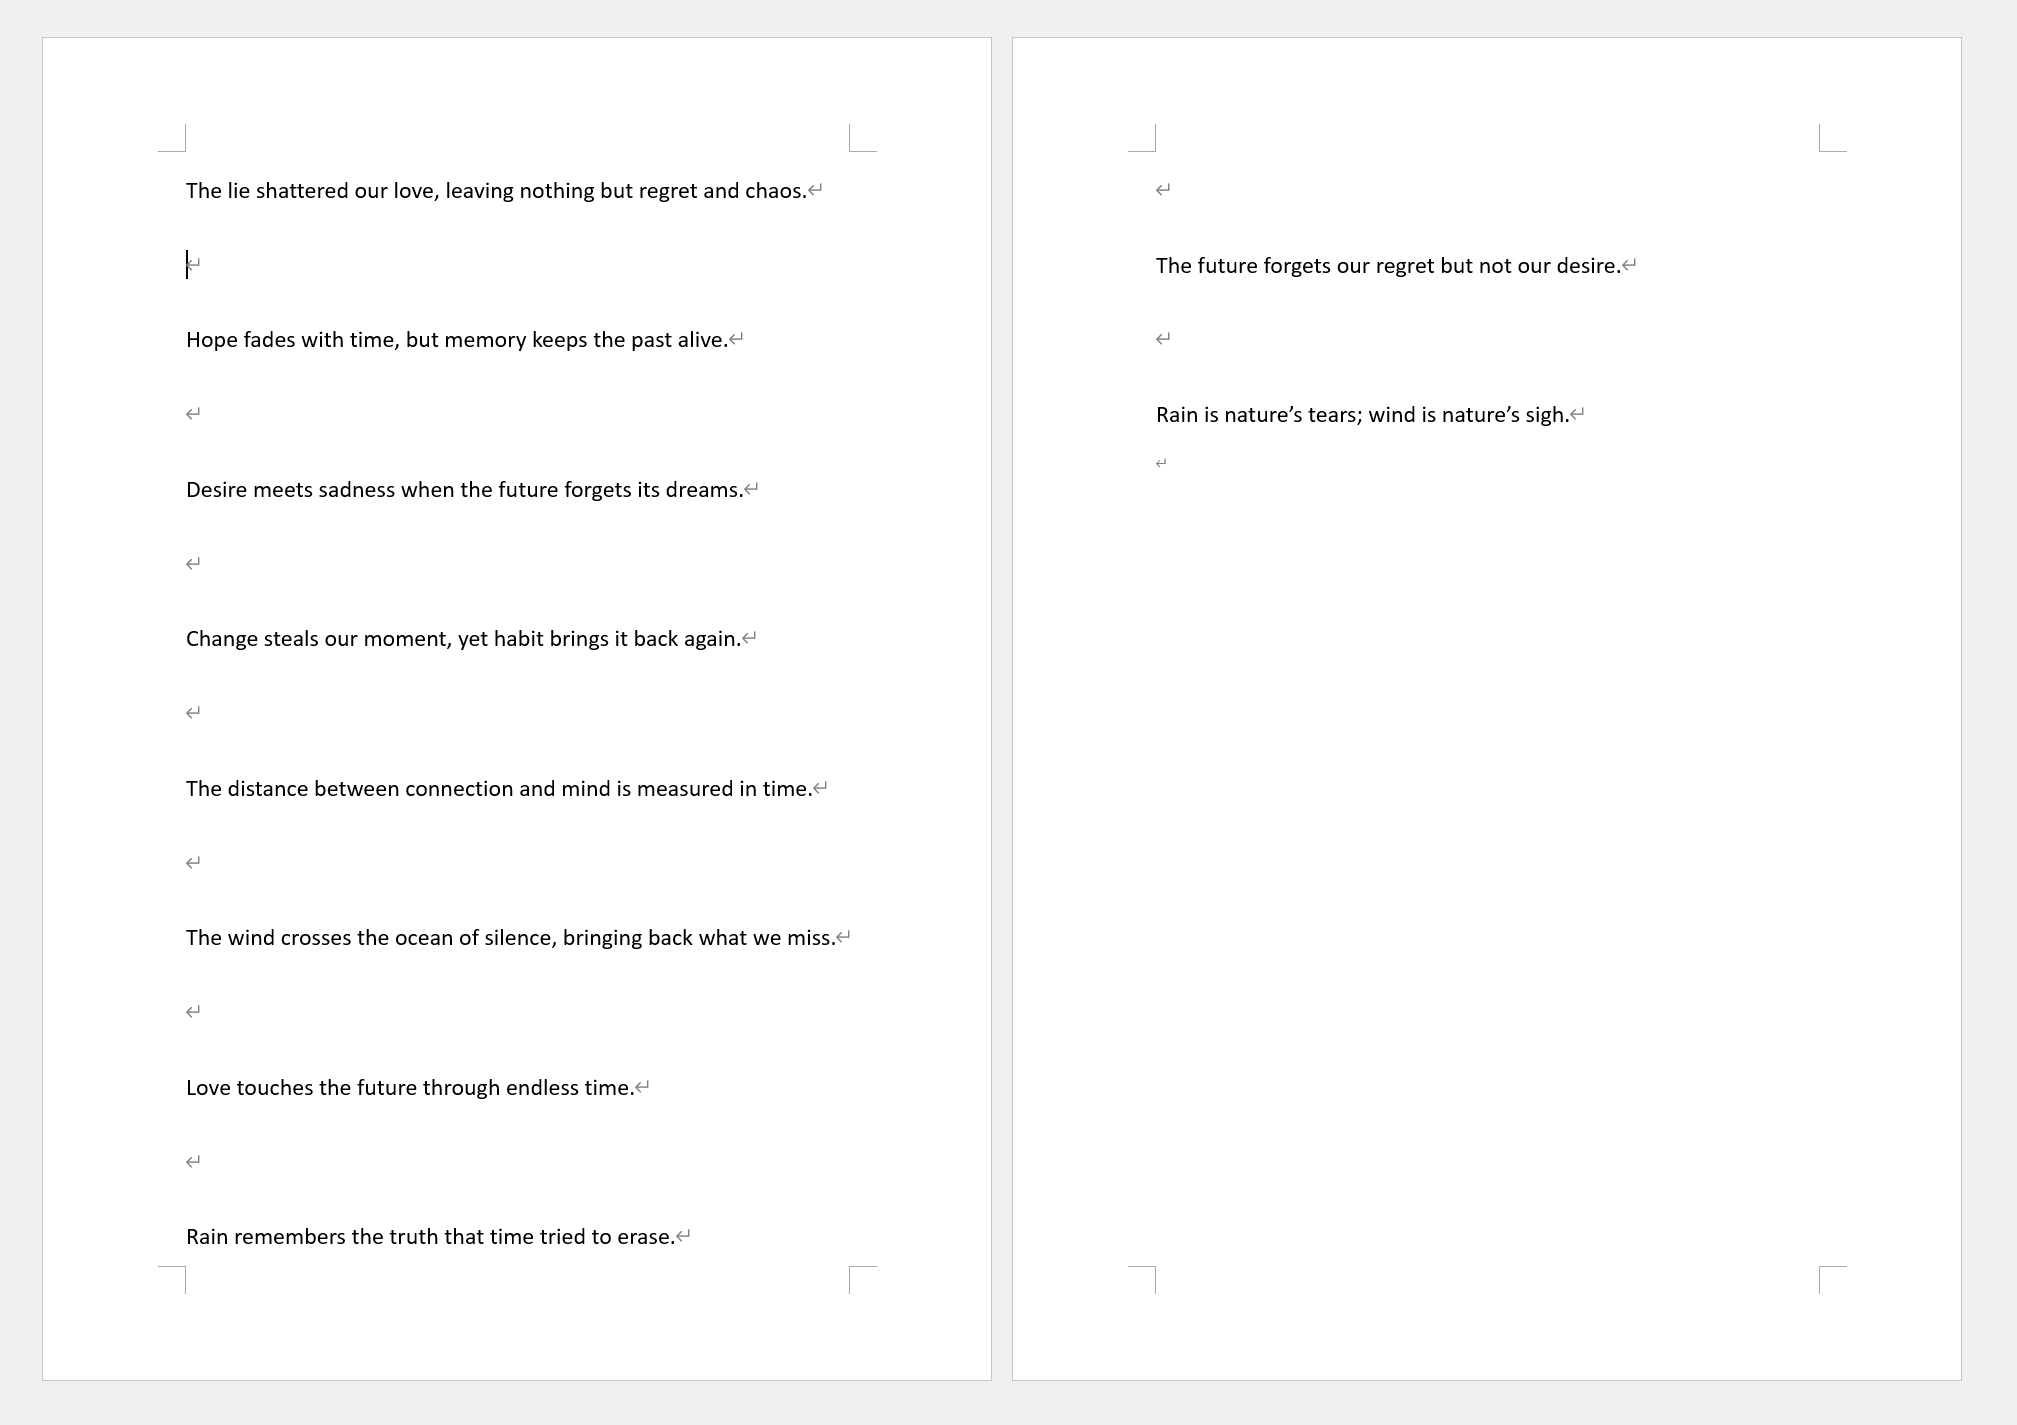 The lie shattered our love, leaving nothing but regret and chaos.
Hope fades with time, but memory keeps the past alive.
Desire meets sadness when the future forgets its dreams.
Change steals our moment, yet habit brings it back again.
The distance between connection and mind is measured in time.
The wind crosses the ocean of silence, bringing back what we miss.
Love touches the future through endless time.
Rain remembers the truth that time tried to erase.
The future forgets our regret but not our desire.
Rain is nature’s tears; wind is nature’s sigh.